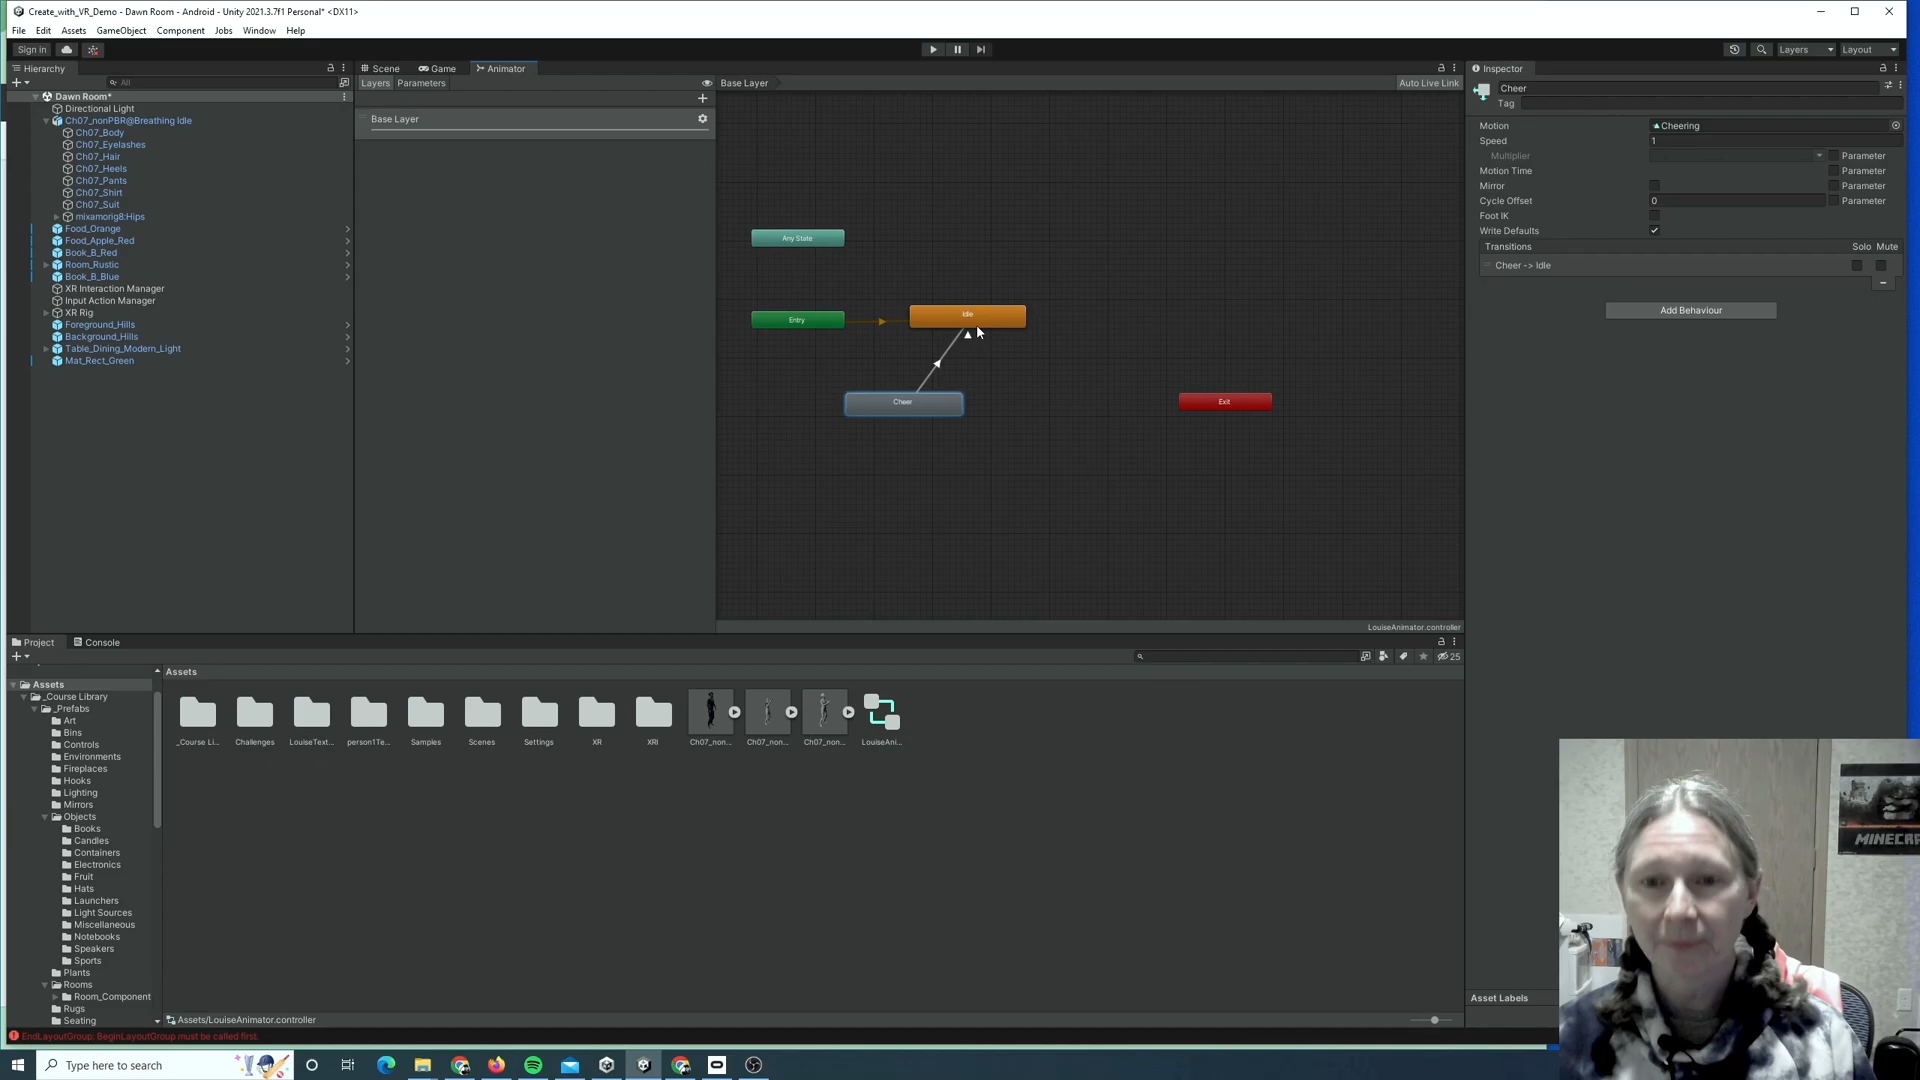 Create_with_VR_Demo - Dawn Room - Android - Unity 2021.3.7f1 Personal* <DX11>
File Edit Assets GameObject Component Jobs Window Help
Sign in
Layers Layout
Hierarchy
All
Dawn Room*
Directional Light
Ch07_nonPBR@Breathing Idle
Ch07_Body
Ch07_Eyelashes
Ch07_Hair
Ch07_Heels
Ch07_Pants
Ch07_Shirt
Ch07_Suit
mixamorig8:Hips
Food_Orange
Food_Apple_Red
Book_B_Red
Room_Rustic
Book_B_Blue
XR Interaction Manager
Input Action Manager
XR Rig
Foreground_Hills
Background_Hills
Table_Dining_Modern_Light
Mat_Rect_Green
Scene Game Animator
Layers Parameters
Base Layer
Auto Live Link
Base Layer
Any State
Entry
Idle
Cheer
Exit
LouiseAnimator.controller
Inspector
Cheer
Tag
Motion Cheering
Speed 1
Multiplier Parameter
Motion Time Parameter
Mirror Parameter
Cycle Offset 0 Parameter
Foot IK
Write Defaults
Transitions Solo Mute
Cheer -> Idle
Add Behaviour
Asset Labels
Project Console
25
Assets
_Course Library
_Prefabs
Art
Bins
Controls
Environments
Fireplaces
Hooks
Lighting
Mirrors
Objects
Books
Candles
Containers
Electronics
Fruit
Hats
Launchers
Light Sources
Miscellaneous
Notebooks
Speakers
Sports
Plants
Rooms
Room_Component
Rugs
Seating
Assets
_Course Li...
Challenges
LouiseText...
person1Te...
Samples
Scenes
Settings
XR
XRI
Ch07_non...
Ch07_non...
Ch07_non...
LouiseAni...
Assets/LouiseAnimator.controller
EndLayoutGroup: BeginLayoutGroup must be called first.
Type here to search
MINECR